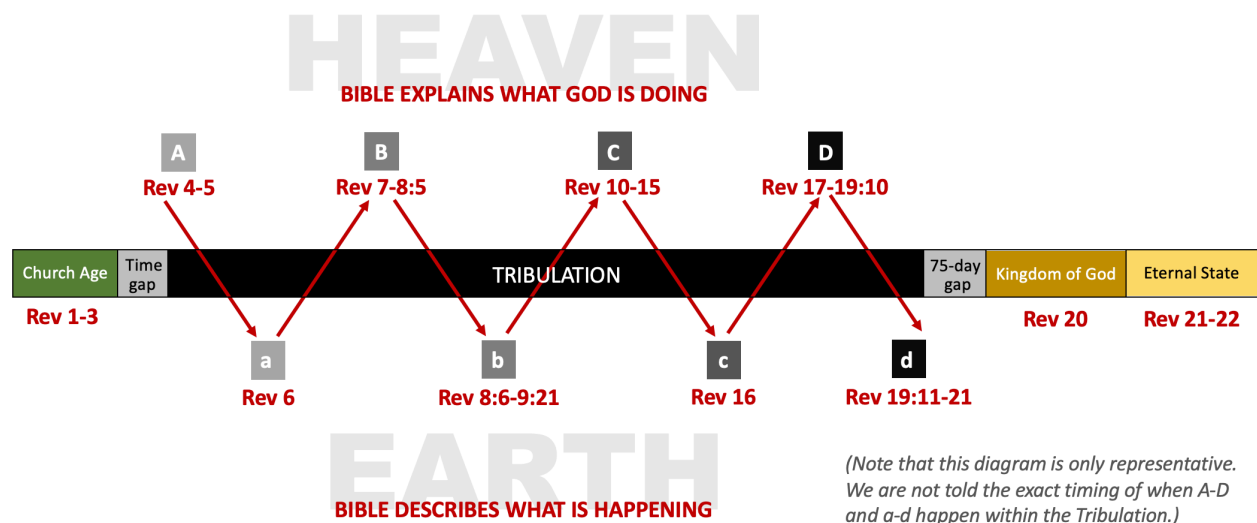 HEAVEN
BIBLE EXPLAINS WHAT GOD IS DOING
A
B
C
D
Rev 4-5
Rev 7-8:5
Rev 10-15
Rev 17-19:10
Church Age
Time
gap
TRIBULATION
75-day
gap
Kingdom of God
Eternal State
Rev 1-3
Rev 20
Rev 21-22
a
b
c
d
Rev 6
Rev 8:6-9:21
Rev 16
Rev 19:11-21
EARTH
BIBLE DESCRIBES WHAT IS HAPPENING
(Note that this diagram is only representative.
We are not told the exact timing of when A-D
and a-d happen within the Tribulation.)